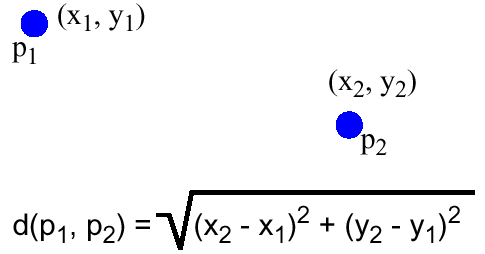 (x₁, y₁)
p₁
(x₂, y₂)
p₂
d(p₁, p₂) = √(x₂ - x₁)² + (y₂ - y₁)²